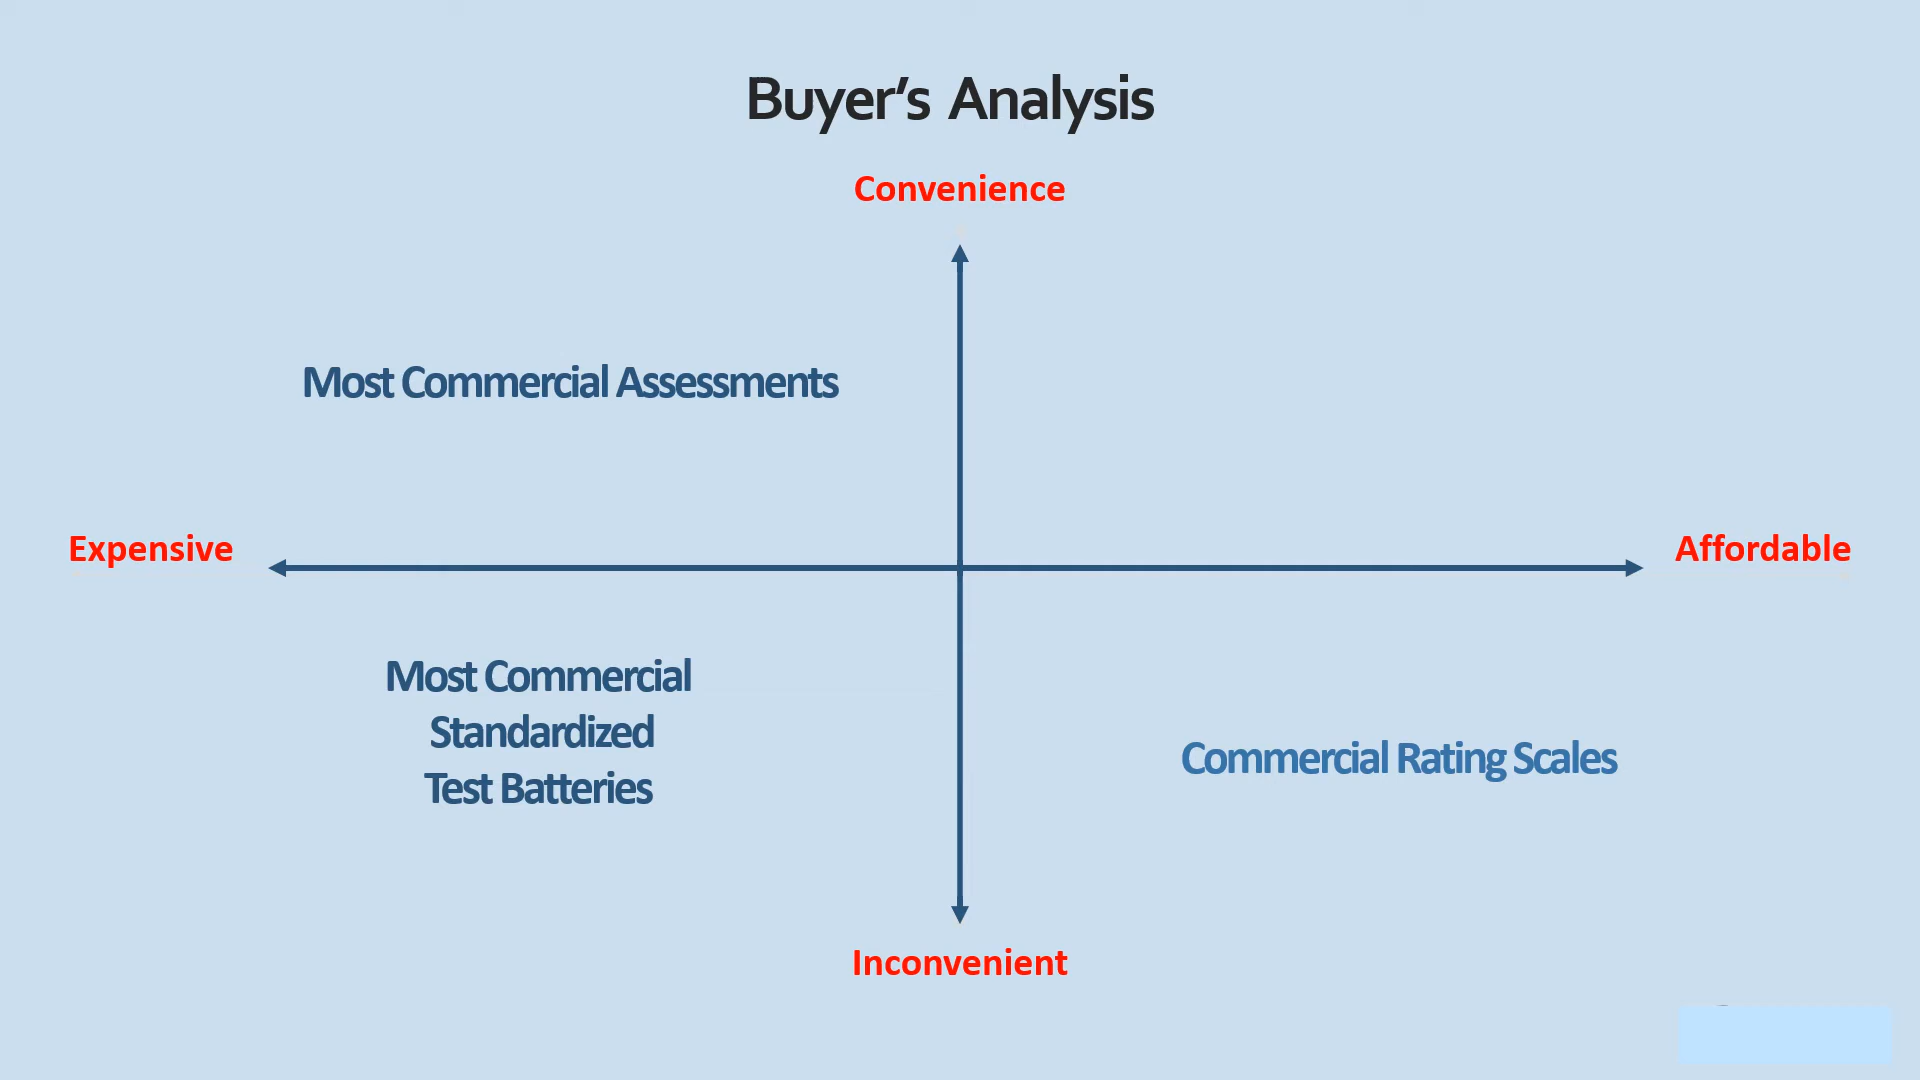 Buyer’s Analysis
Convenience
Most Commercial Assessments
Expensive
Affordable
Most Commercial
Standardized
Test Batteries
Commercial Rating Scales
Inconvenient